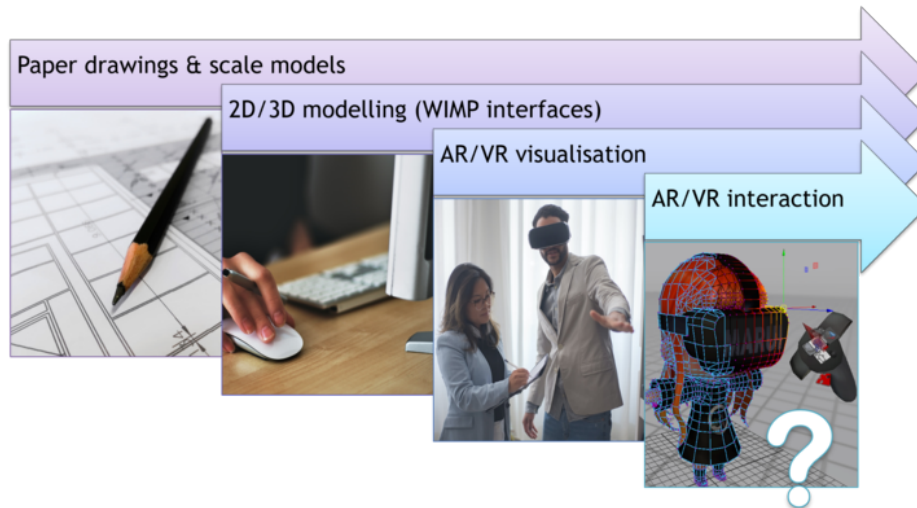 Paper drawings & scale models
2D/3D modelling (WIMP interfaces)
AR/VR visualisation
AR/VR interaction
?